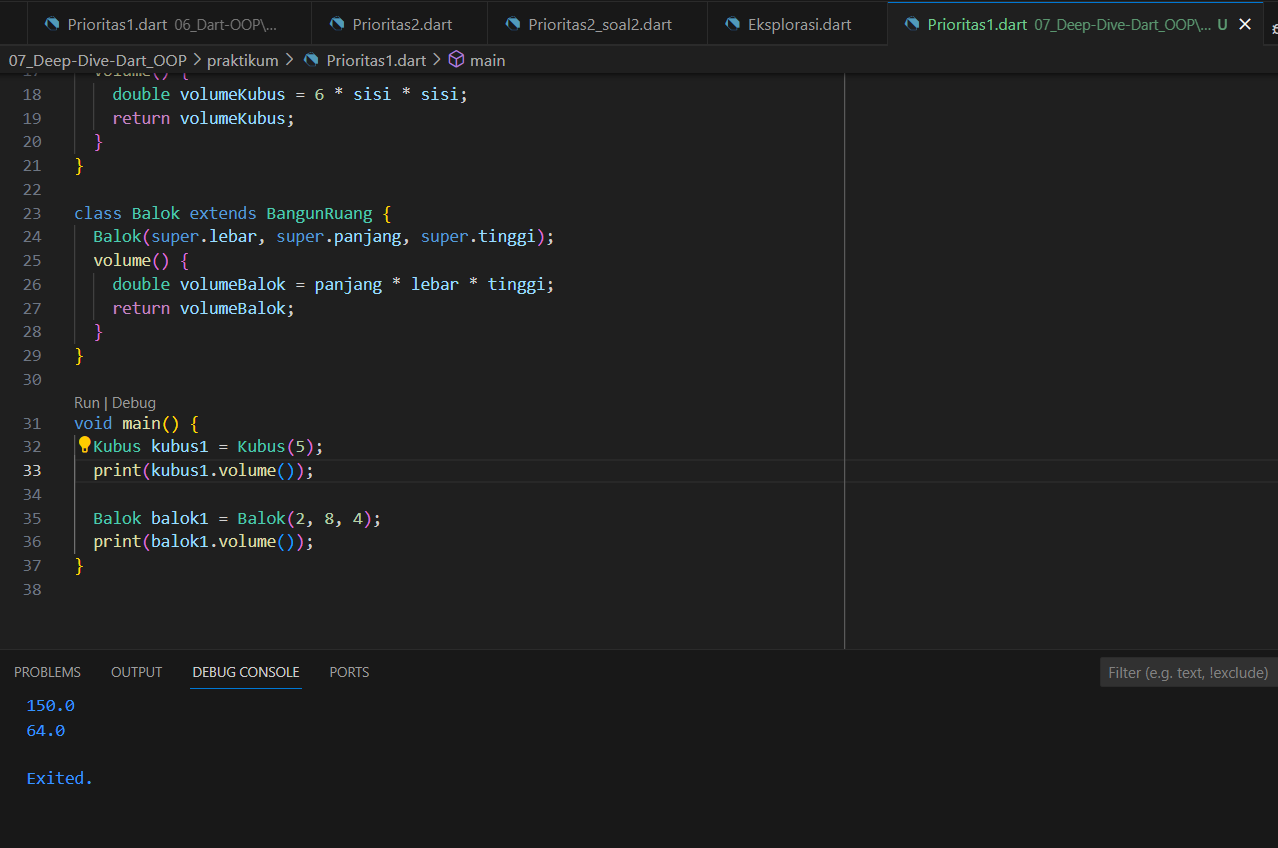 Prioritas1.dart 06_Dart-OOP\... Prioritas2.dart Prioritas2_soal2.dart Eksplorasi.dart Prioritas1.dart 07_Deep-Dive-Dart_OOP\... U
07_Deep-Dive-Dart_OOP > praktikum > Prioritas1.dart > main
17 volume() {
18 double volumeKubus = 6 * sisi * sisi;
19 return volumeKubus;
20 }
21 }
22
23 class Balok extends BangunRuang {
24 Balok(super.lebar, super.panjang, super.tinggi);
25 volume() {
26 double volumeBalok = panjang * lebar * tinggi;
27 return volumeBalok;
28 }
29 }
30
Run | Debug
31 void main() {
32 Kubus kubus1 = Kubus(5);
33 print(kubus1.volume());
34
35 Balok balok1 = Balok(2, 8, 4);
36 print(balok1.volume());
37 }
38
PROBLEMS OUTPUT DEBUG CONSOLE PORTS Filter (e.g. text, !exclude)
150.0
64.0
Exited.